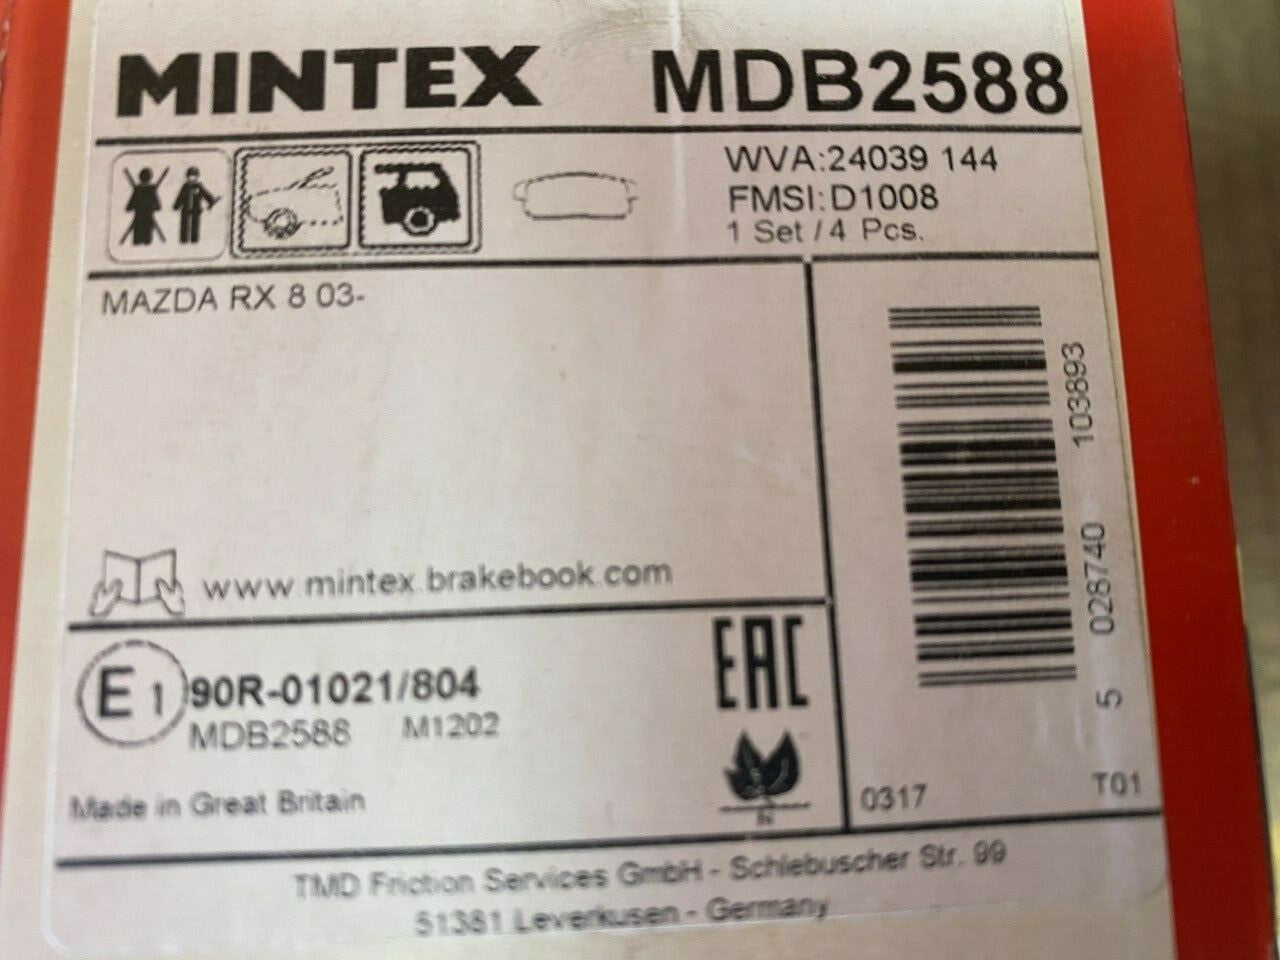 MINTEX MDB2588
WVA:24039 144
FMSI:D1008
1 Set / 4 Pcs.
MAZDA RX 8 03-
www.mintex.brakebook.com
5 028740 103893
E1 90R-01021/804
MDB2588 M1202
EAC
Made in Great Britain
N
0317 T01
TMD Friction Services GmbH - Schlebuscher Str. 99
51381 Leverkusen - Germany